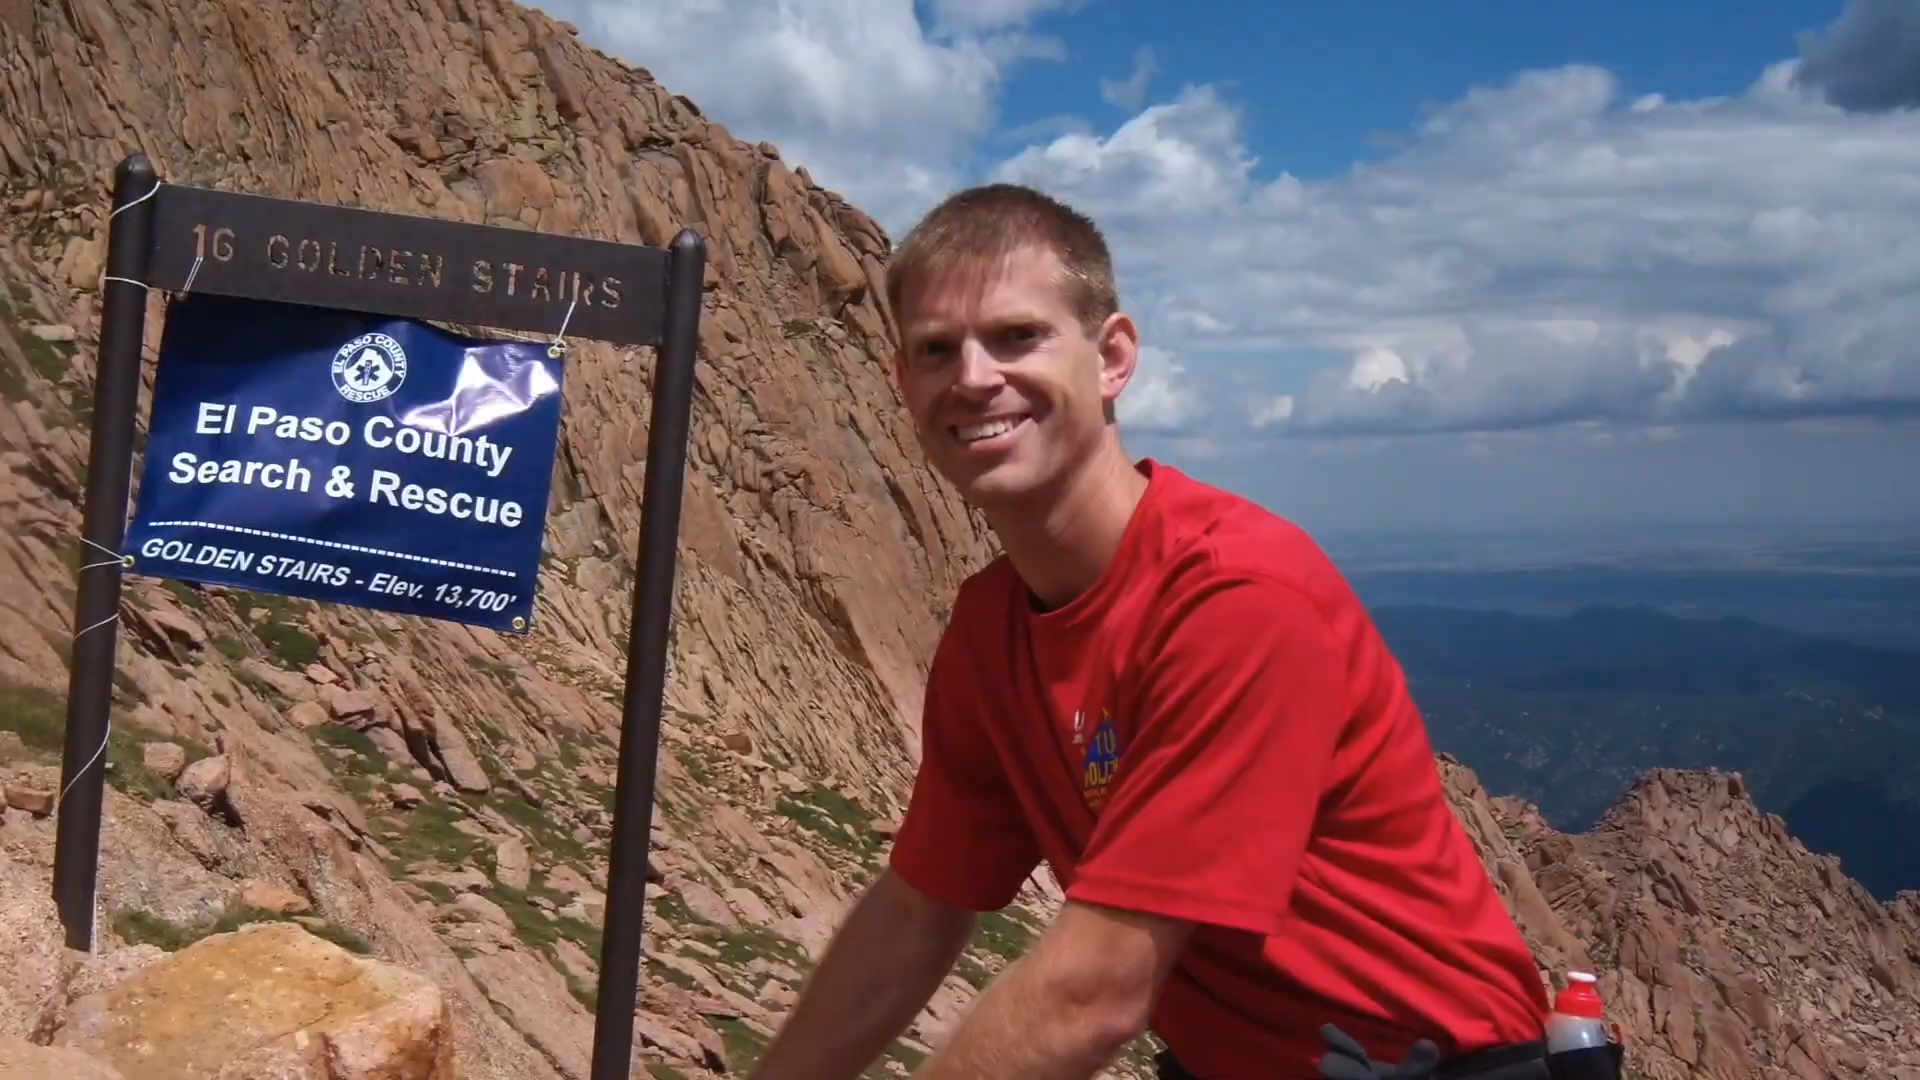 16 GOLDEN STAIRS
EL PASO COUNTY
RESCUE
El Paso County
Search & Rescue
GOLDEN STAIRS - Elev. 13,700'